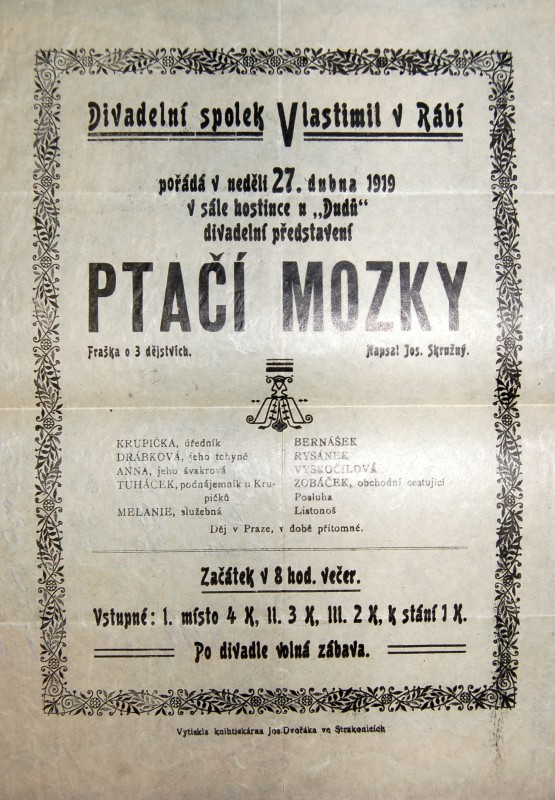 Divadelní spolek Vlastimil v Rábí
pořádá v neděli 27. dubna 1919
v sále hostince u „Dudů“
divadelní představení
PTAČÍ MOZKY
Fraška o 3 dějstvích.
Napsal Jos. Skružný.
KRUPIČKA, úředník
DRÁBKOVÁ, jeho tchyně
ANNA, jeho švakrová
TUHÁČEK, podnájemník u Kru-
pičků
MELANIE, služebná
BERNÁŠEK
RYSÁNEK
VYSKOČILOVÁ
ZOBÁČEK, obchodní cestující
Posluha
Listonoš
Děj v Praze, v době přítomné.
Začátek v 8 hod. večer.
Vstupné: 1. místo 4 K, II. 3 K, III. 2 K, k stání 1 K.
Po divadle volná zábava.
Vytiskla knihtiskárna Jos. Dvořáka ve Strakonicích